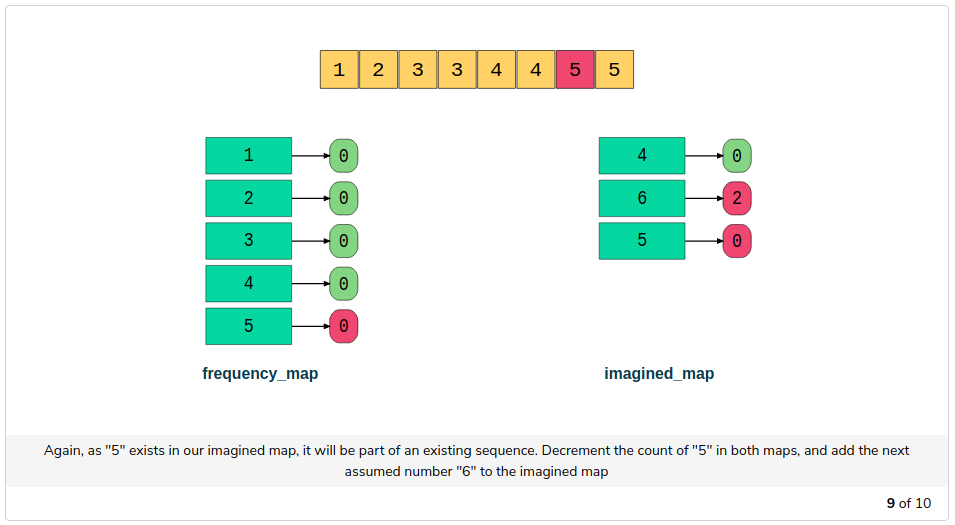 1 2 3 3 4 4 5 5
1 0
2 0
3 0
4 0
5 0
frequency_map
4 0
6 2
5 0
imagined_map
Again, as "5" exists in our imagined map, it will be part of an existing sequence. Decrement the count of "5" in both maps, and add the next
assumed number "6" to the imagined map
9 of 10